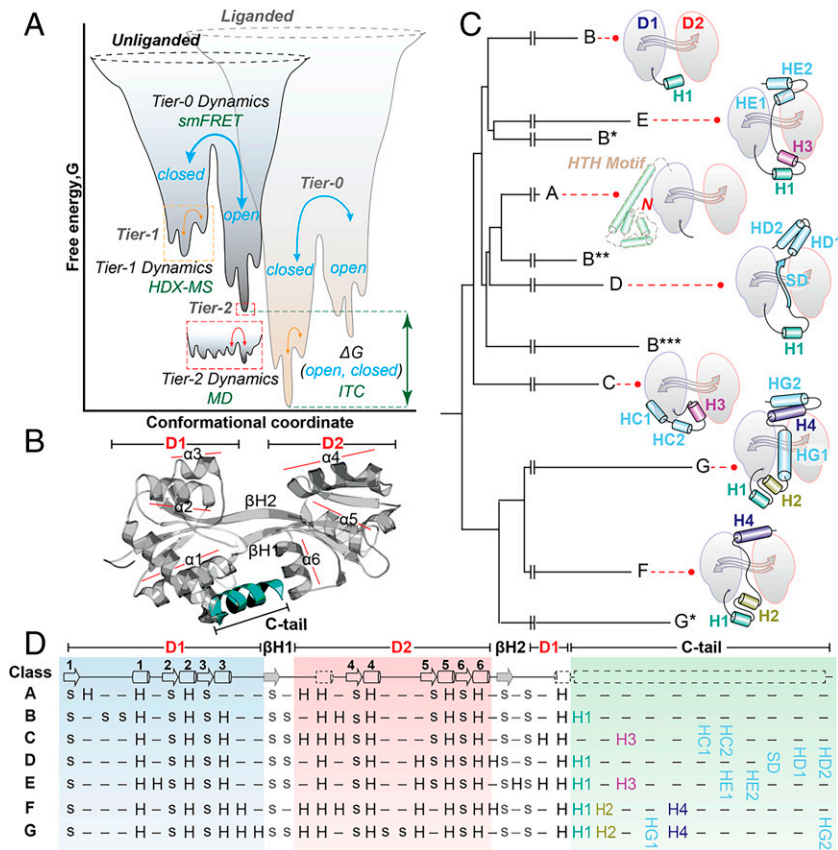 A
Liganded
Unliganded
Tier-0 Dynamics
smFRET
closed
open
Tier-0
closed
open
Tier-1
Tier-1 Dynamics
HDX-MS
Tier-2
Tier-2 Dynamics
MD
ΔG
(open, closed)
ITC
Free energy,G
Conformational coordinate
B
D1
D2
α3
α4
α2
βH2
α5
α1
βH1
α6
C-tail
C
B
D1
D2
H1
E
HE2
HE1
H3
H1
B*
HTH Motif
A
N
B**
D
HD2
HD1
SD
H1
B***
C
H3
HC1
HC2
G
HG2
H4
HG1
H1
H2
F
H4
H2
H1
G*
D
D1
βH1
D2
βH2
D1
C-tail
Class
1 1 2 2 3 3 4 4 5 5 6 6
A S H – – H – S H S – – S – H H H – S H – – S H S H – S – S – – H – – – – – – – – – –
B S – S S H – S H S H – S – – H H H S H – – S H S H – S – S – – H H1 – – – – – – – – –
C S – – – H – S H S H – S – H H H – S H – – S H S H – S – S H H – H3 – – HC1 HC2 – – – –
D S – – – H – S H S H – S – – H H – S H – H S H S H H S – S – – H H1 – – – – – – SD HD1 HD2
E S – – – H H S H S H – S – – H H – S H – – S H S H – S H S H – H H1 – H3 – – – HE1 HE2 – – –
F S – – – H – S H S H H – S – H H H – S H – – S H S H H S – S – – H H1 H2 – – H4 – – – – – –
G S – – – H – S H S H H H S S – H H – S H S S H S H – S – S – – H H1 H2 – HG1 H4 – – – – – HG2